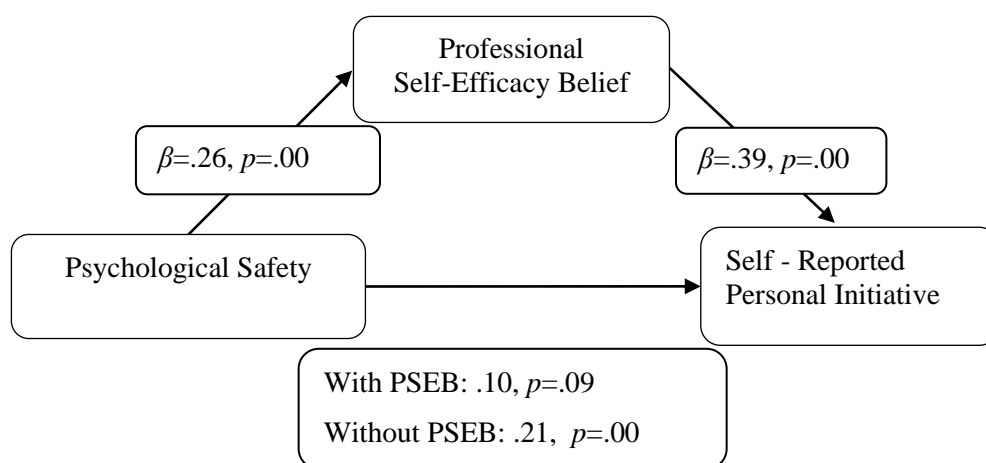 Professional
Self-Efficacy Belief
β=.26, p=.00
β=.39, p=.00
Psychological Safety
Self - Reported
Personal Initiative
With PSEB: .10, p=.09
Without PSEB: .21, p=.00